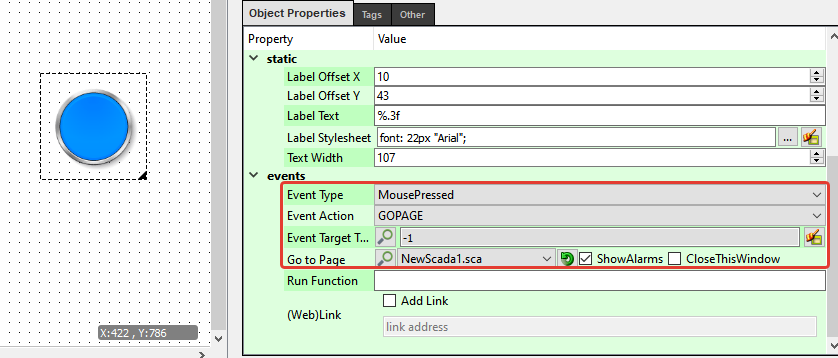 Object Properties Tags Other
Property Value
static
Label Offset X 10
Label Offset Y 43
Label Text %.3f
Label Stylesheet font: 22px "Arial"; ...
Text Width 107
events
Event Type MousePressed
Event Action GOPAGE
Event Target T... -1
Go to Page NewScada1.sca ShowAlarms CloseThisWindow
Run Function
Add Link
(Web)Link
link address
X:422 , Y:786